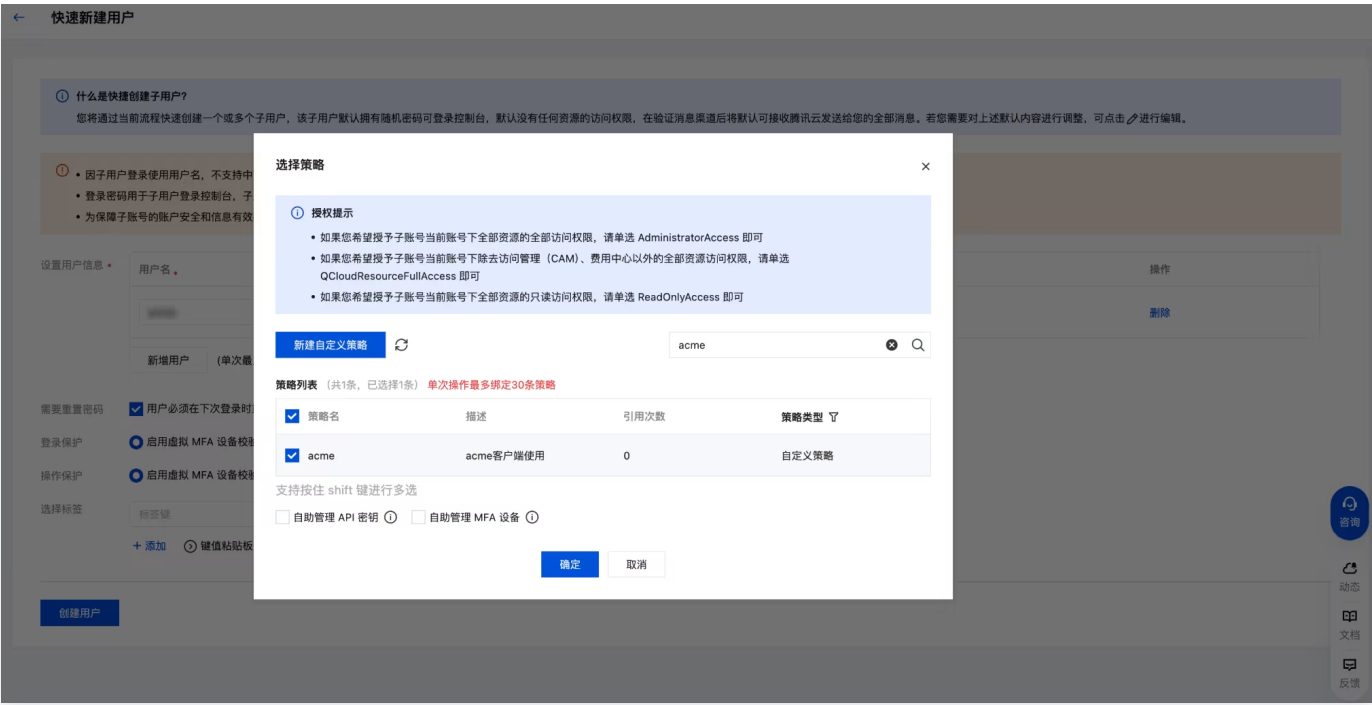 快速新建用户
什么是快捷创建子用户?
您将通过当前流程快速创建一个或多个子用户，该子用户默认拥有随机密码可登录控制台，默认没有任何资源的访问权限，在验证消息渠道后将默认可接收腾讯云发送给您的全部消息。若您需要对上述默认内容进行调整，可点击 进行编辑。
• 因子用户登录使用用户名，不支持中
• 登录密码用于子用户登录控制台，子
• 为保障子账号的账户安全和信息有效
选择策略
授权提示
• 如果您希望授予子账号当前账号下全部资源的全部访问权限，请单选 AdministratorAccess 即可
• 如果您希望授予子账号当前账号下除去访问管理（CAM）、费用中心以外的全部资源访问权限，请单选
QCloudResourceFullAccess 即可
• 如果您希望授予子账号当前账号下全部资源的只读访问权限，请单选 ReadOnlyAccess 即可
设置用户信息 *
用户名 *
操作
删除
新增用户 (单次最
新建自定义策略
acme
策略列表 （共1条，已选择1条） 单次操作最多绑定30条策略
策略名 描述 引用次数 策略类型
acme acme客户端使用 0 自定义策略
支持按住 shift 键进行多选
自助管理 API 密钥 自助管理 MFA 设备
确定 取消
需要重置密码 用户必须在下次登录时
登录保护 启用虚拟 MFA 设备校验
操作保护 启用虚拟 MFA 设备校验
选择标签 标签键
+ 添加 键值粘贴板
创建用户
咨询
动态
文档
反馈